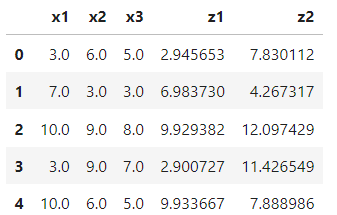 x1 x2 x3 z1 z2
0 3.0 6.0 5.0 2.945653 7.830112
1 7.0 3.0 3.0 6.983730 4.267317
2 10.0 9.0 8.0 9.929382 12.097429
3 3.0 9.0 7.0 2.900727 11.426549
4 10.0 6.0 5.0 9.933667 7.888986